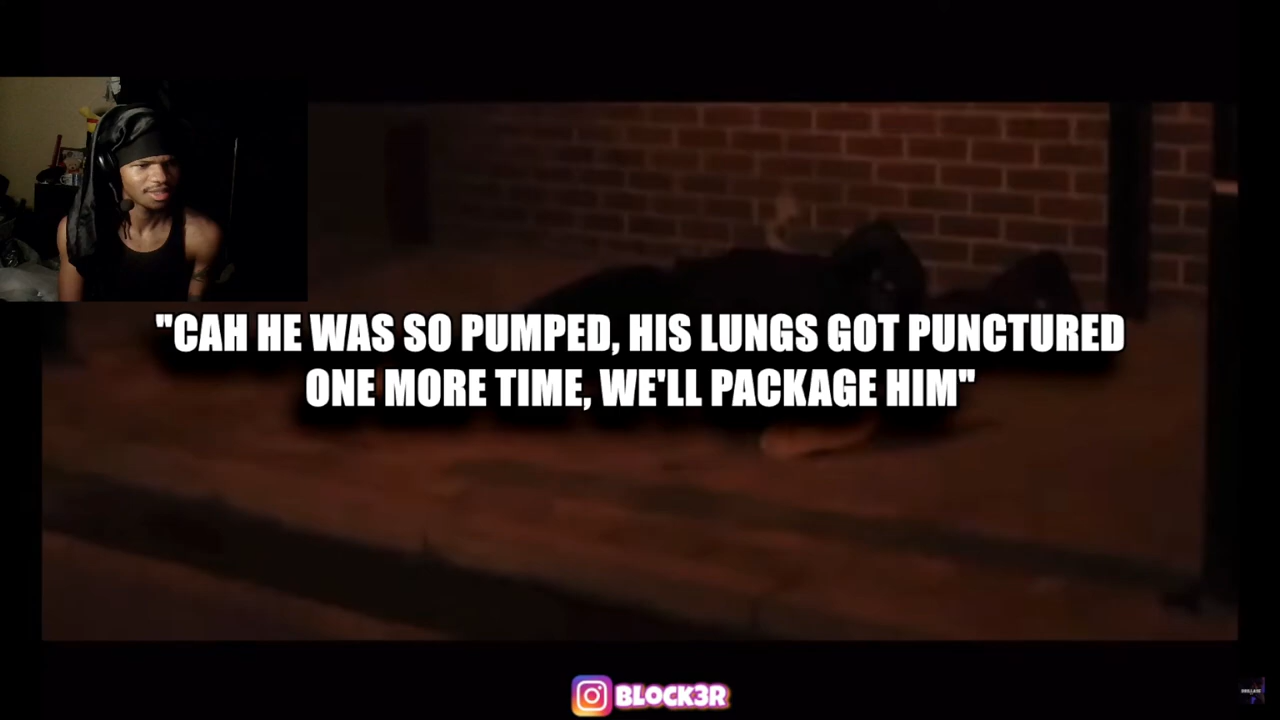 "CAH HE WAS SO PUMPED, HIS LUNGS GOT PUNCTURED
ONE MORE TIME, WE'LL PACKAGE HIM"
BLOCK3R